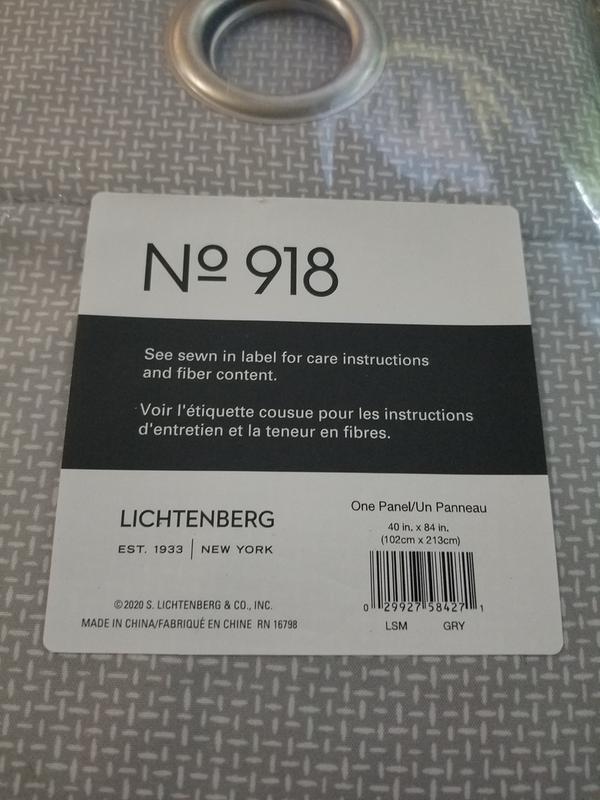 Nº 918
See sewn in label for care instructions
and fiber content.
Voir l'étiquette cousue pour les instructions
d'entretien et la teneur en fibres.
LICHTENBERG
EST. 1933 | NEW YORK
©2020 S. LICHTENBERG & CO., INC.
MADE IN CHINA/FABRIQUÉ EN CHINE RN 16798
One Panel/Un Panneau
40 in. x 84 in.
(102cm x 213cm)
0 29927 58427 1
LSM GRY